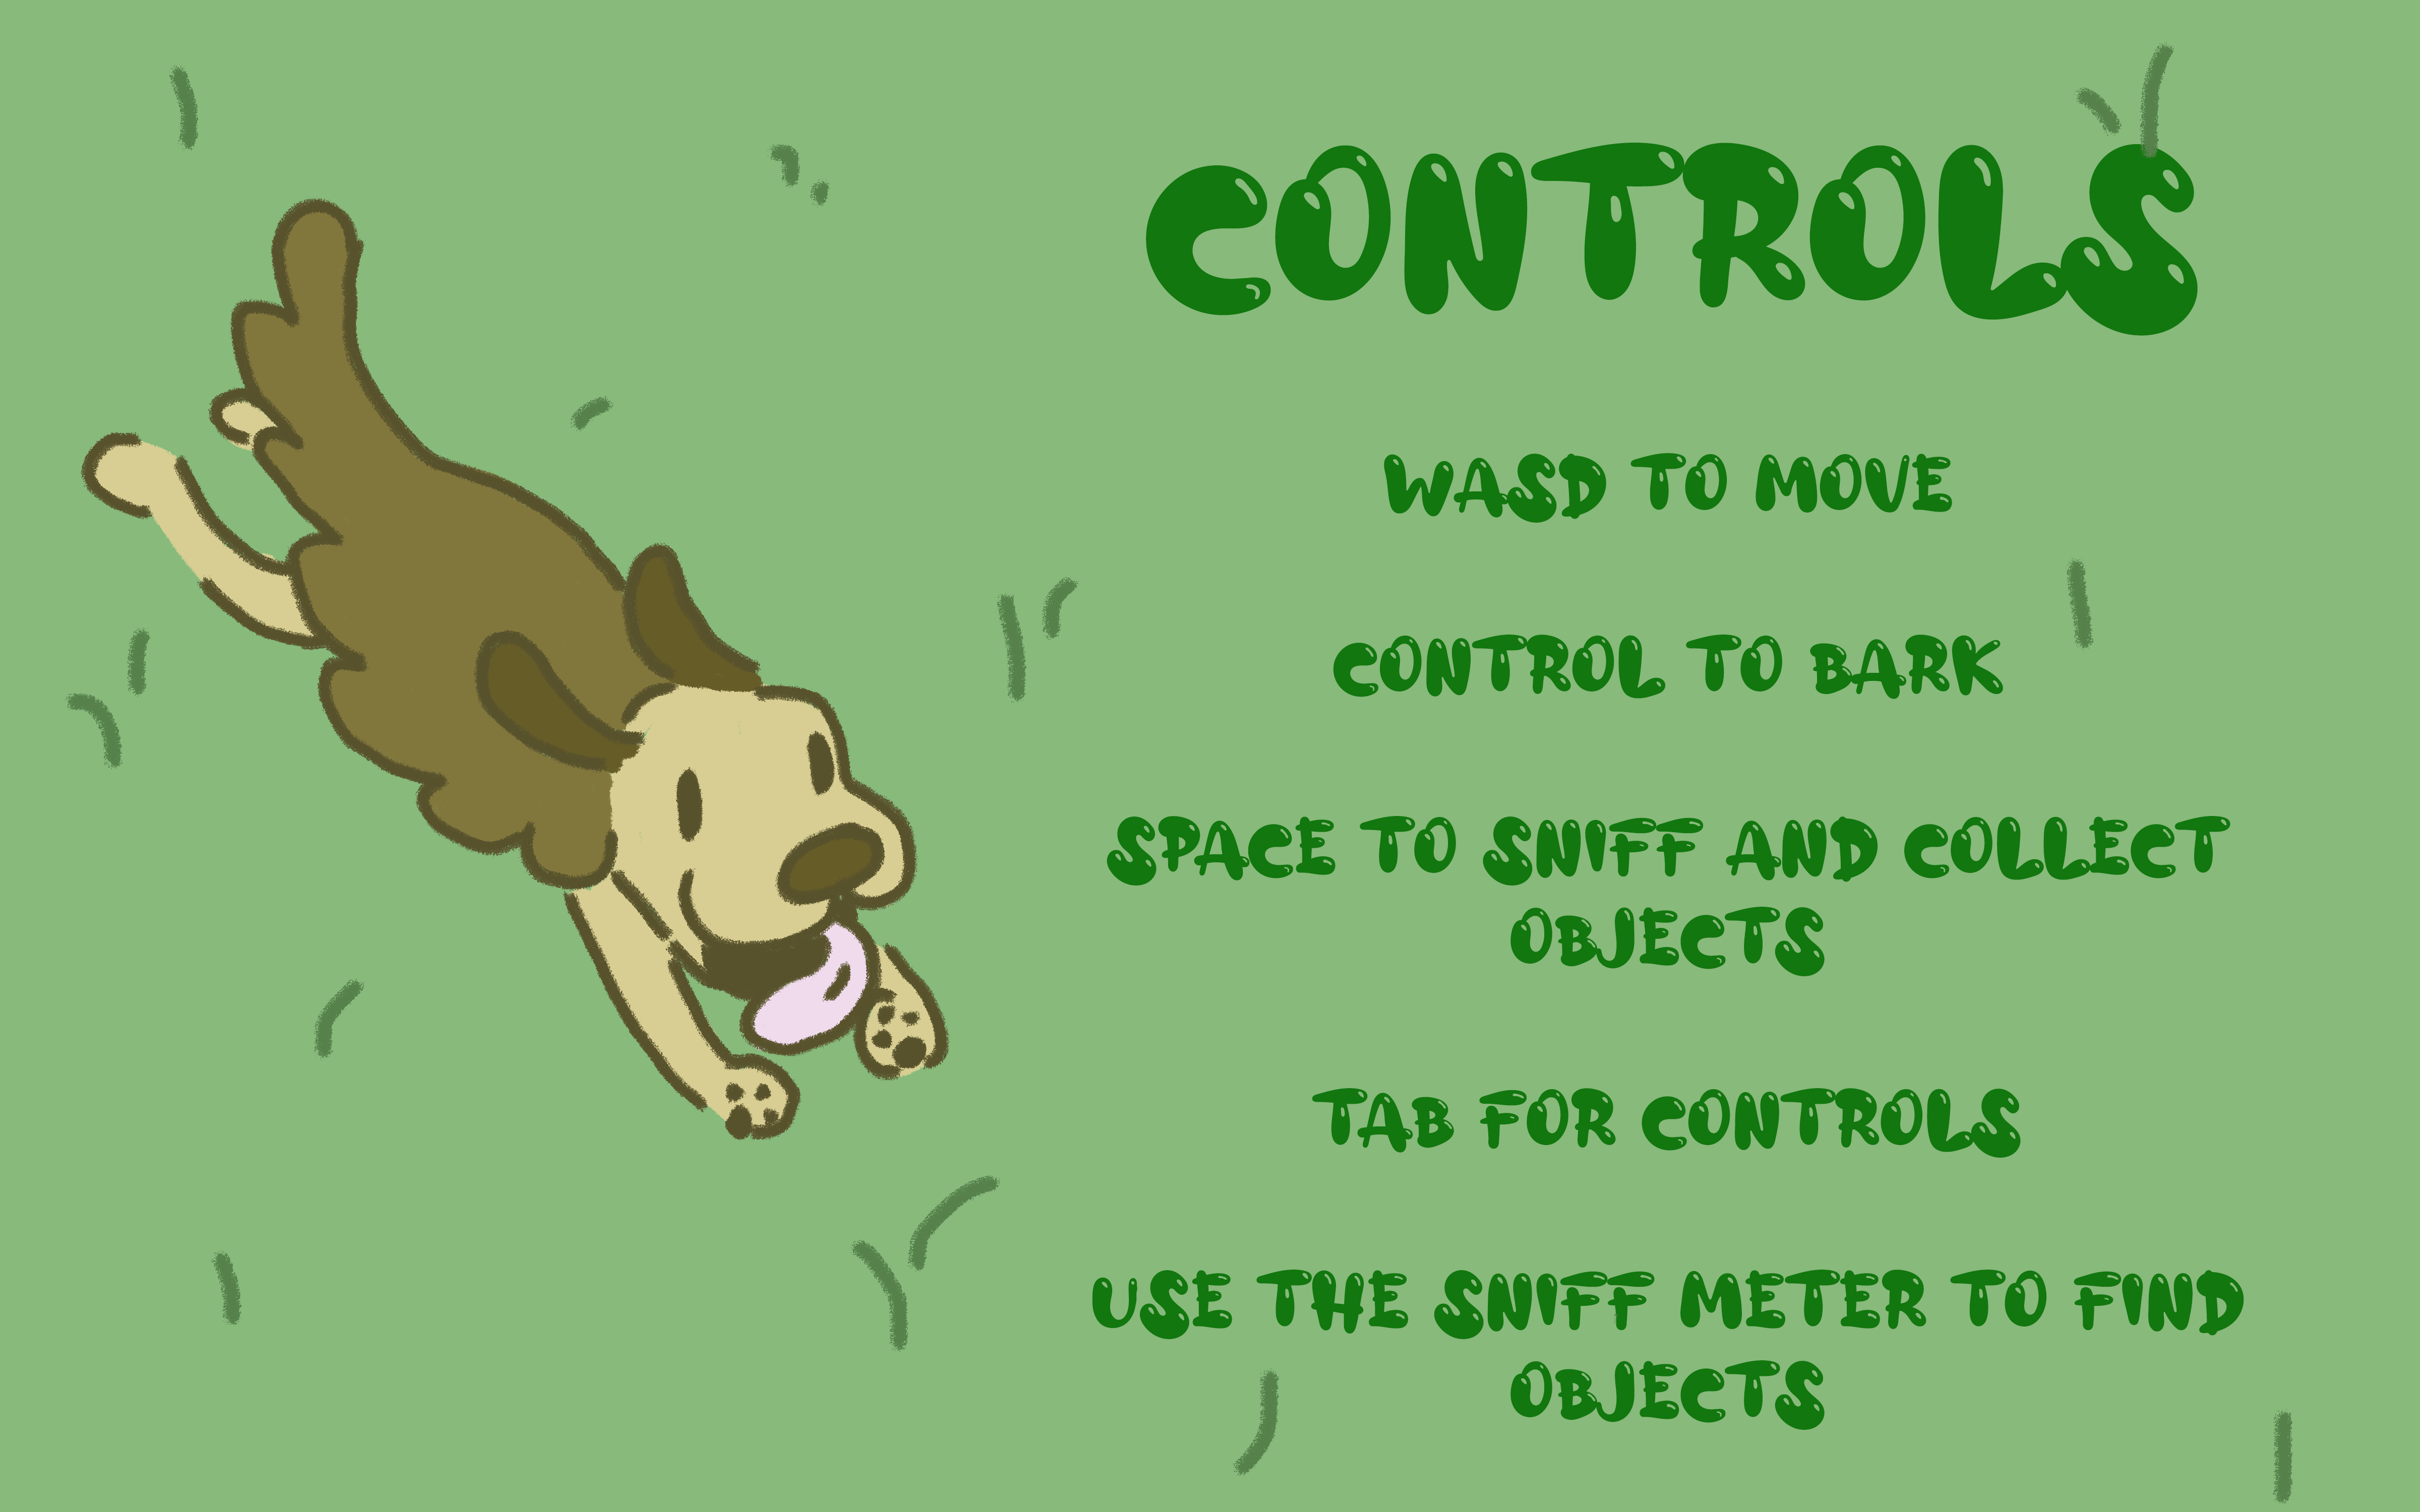 CONTROLS
WASD TO MOVE
CONTROL TO BARK
SPACE TO SNIFF AND COLLECT
OBJECTS
TAB FOR CONTROLS
USE THE SNIFF METER TO FIND
OBJECTS